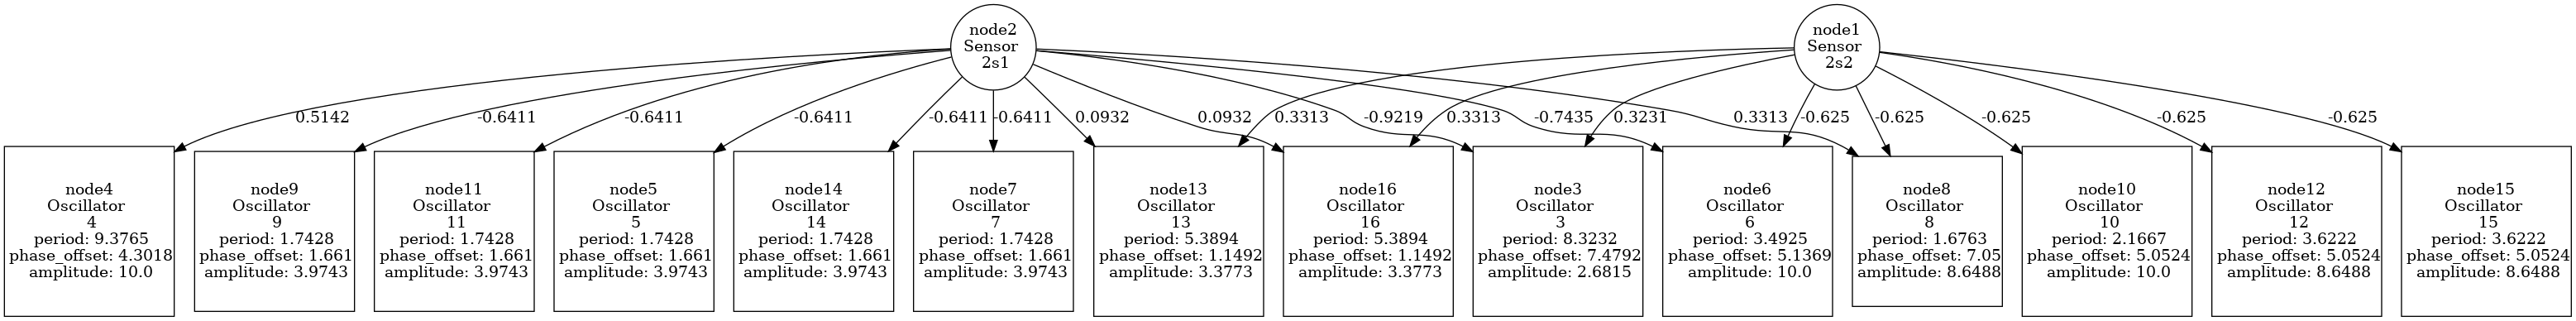 node2
Sensor
2s1
node1
Sensor
2s2
0.5142
-0.6411
-0.6411
-0.6411
-0.6411
-0.6411
0.0932
0.0932
0.3313
-0.9219
0.3313
-0.7435
0.3231
0.3313
-0.625
-0.625
-0.625
-0.625
-0.625
node4
Oscillator
4
period: 9.3765
phase_offset: 4.3018
amplitude: 10.0
node9
Oscillator
9
period: 1.7428
phase_offset: 1.661
amplitude: 3.9743
node11
Oscillator
11
period: 1.7428
phase_offset: 1.661
amplitude: 3.9743
node5
Oscillator
5
period: 1.7428
phase_offset: 1.661
amplitude: 3.9743
node14
Oscillator
14
period: 1.7428
phase_offset: 1.661
amplitude: 3.9743
node7
Oscillator
7
period: 1.7428
phase_offset: 1.661
amplitude: 3.9743
node13
Oscillator
13
period: 5.3894
phase_offset: 1.1492
amplitude: 3.3773
node16
Oscillator
16
period: 5.3894
phase_offset: 1.1492
amplitude: 3.3773
node3
Oscillator
3
period: 8.3232
phase_offset: 7.4792
amplitude: 2.6815
node6
Oscillator
6
period: 3.4925
phase_offset: 5.1369
amplitude: 10.0
node8
Oscillator
8
period: 1.6763
phase_offset: 7.05
amplitude: 8.6488
node10
Oscillator
10
period: 2.1667
phase_offset: 5.0524
amplitude: 10.0
node12
Oscillator
12
period: 3.6222
phase_offset: 5.0524
amplitude: 8.6488
node15
Oscillator
15
period: 3.6222
phase_offset: 5.0524
amplitude: 8.6488